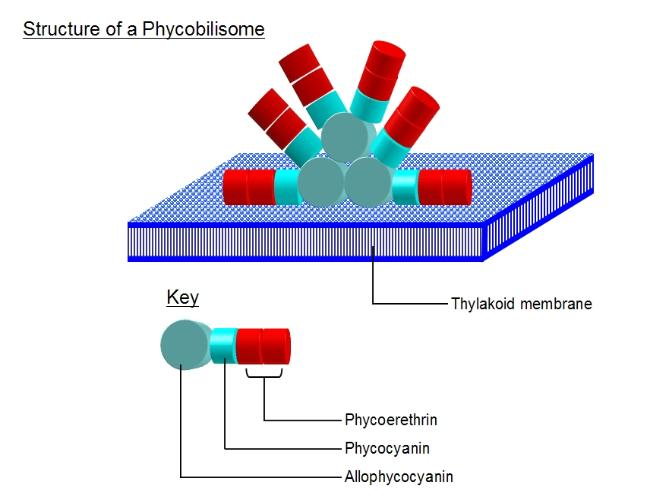 Structure of a Phycobilisome
Thylakoid membrane
Key
Phycoerethrin
Phycocyanin
Allophycocyanin